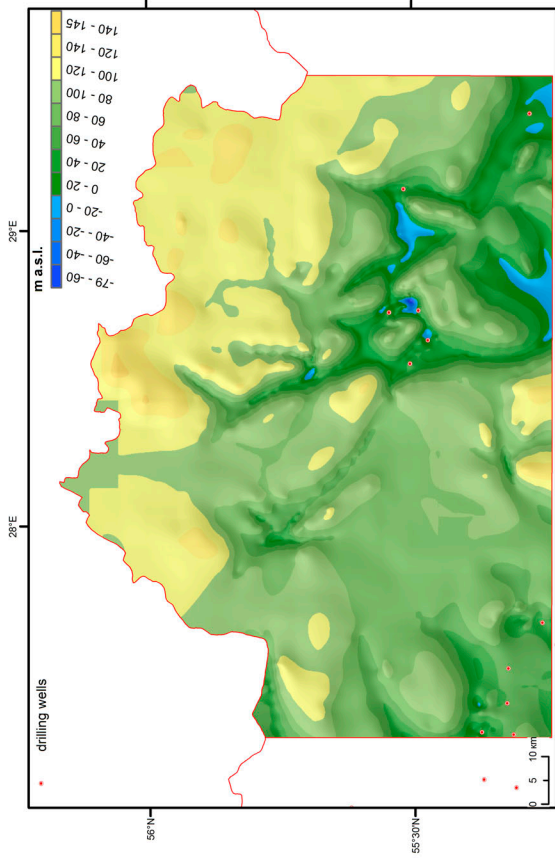 29°E
28°E
m a.s.l.
140 - 145
120 - 140
100 - 120
80 - 100
60 - 80
40 - 60
20 - 40
0 - 20
-20 - 0
-40 - -20
-60 - -40
-79 - -60
drilling wells
56°N
55°30'N
0 5 10 км